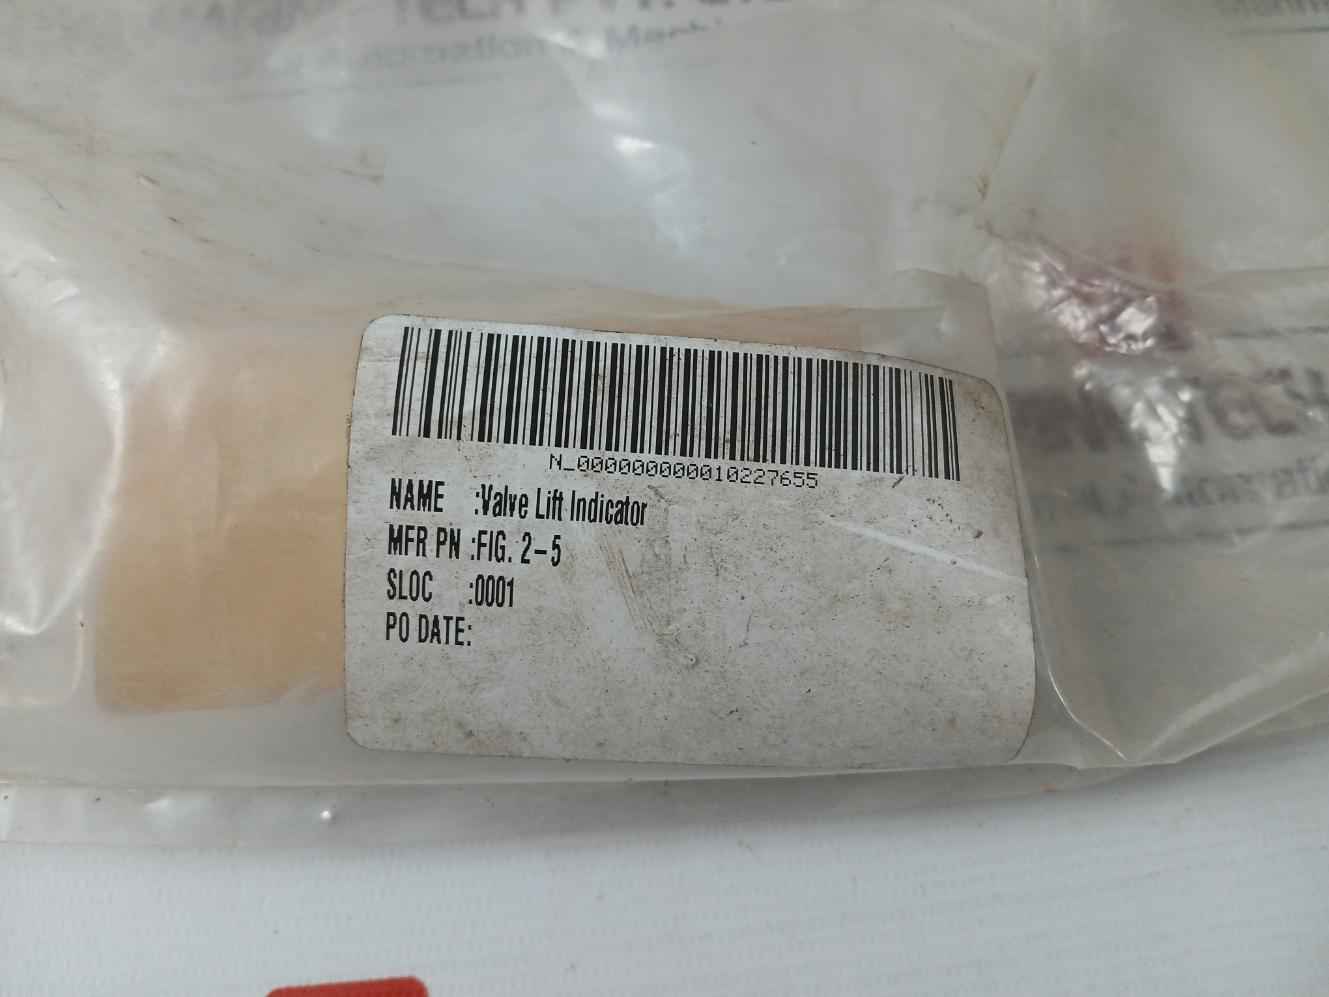 N_000000000010227655
NAME :Valve Lift Indicator
MFR PN :FIG. 2-5
SLOC :0001
PO DATE: